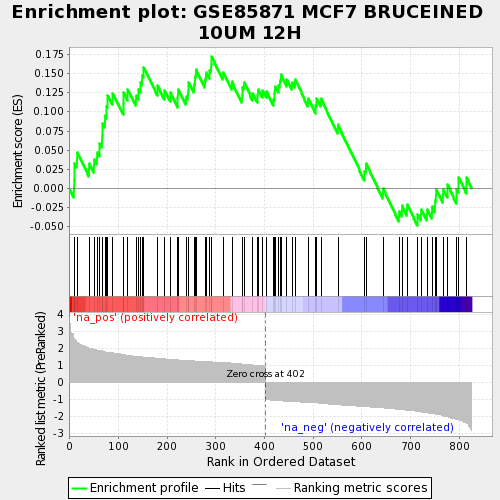 Enrichment plot: GSE85871 MCF7 BRUCEINED
10UM 12H
Enrichment score (ES)
0.175
0.150
0.125
0.100
0.075
0.050
0.025
0.000
-0.025
-0.050
'na_pos' (positively correlated)
Ranked list metric (PreRanked)
4
3
2
1
0
-1
-2
-3
Zero cross at 402
'na_neg' (negatively correlated)
0
100
200
300
400
500
600
700
800
Rank in Ordered Dataset
Enrichment profile
Hits
Ranking metric scores